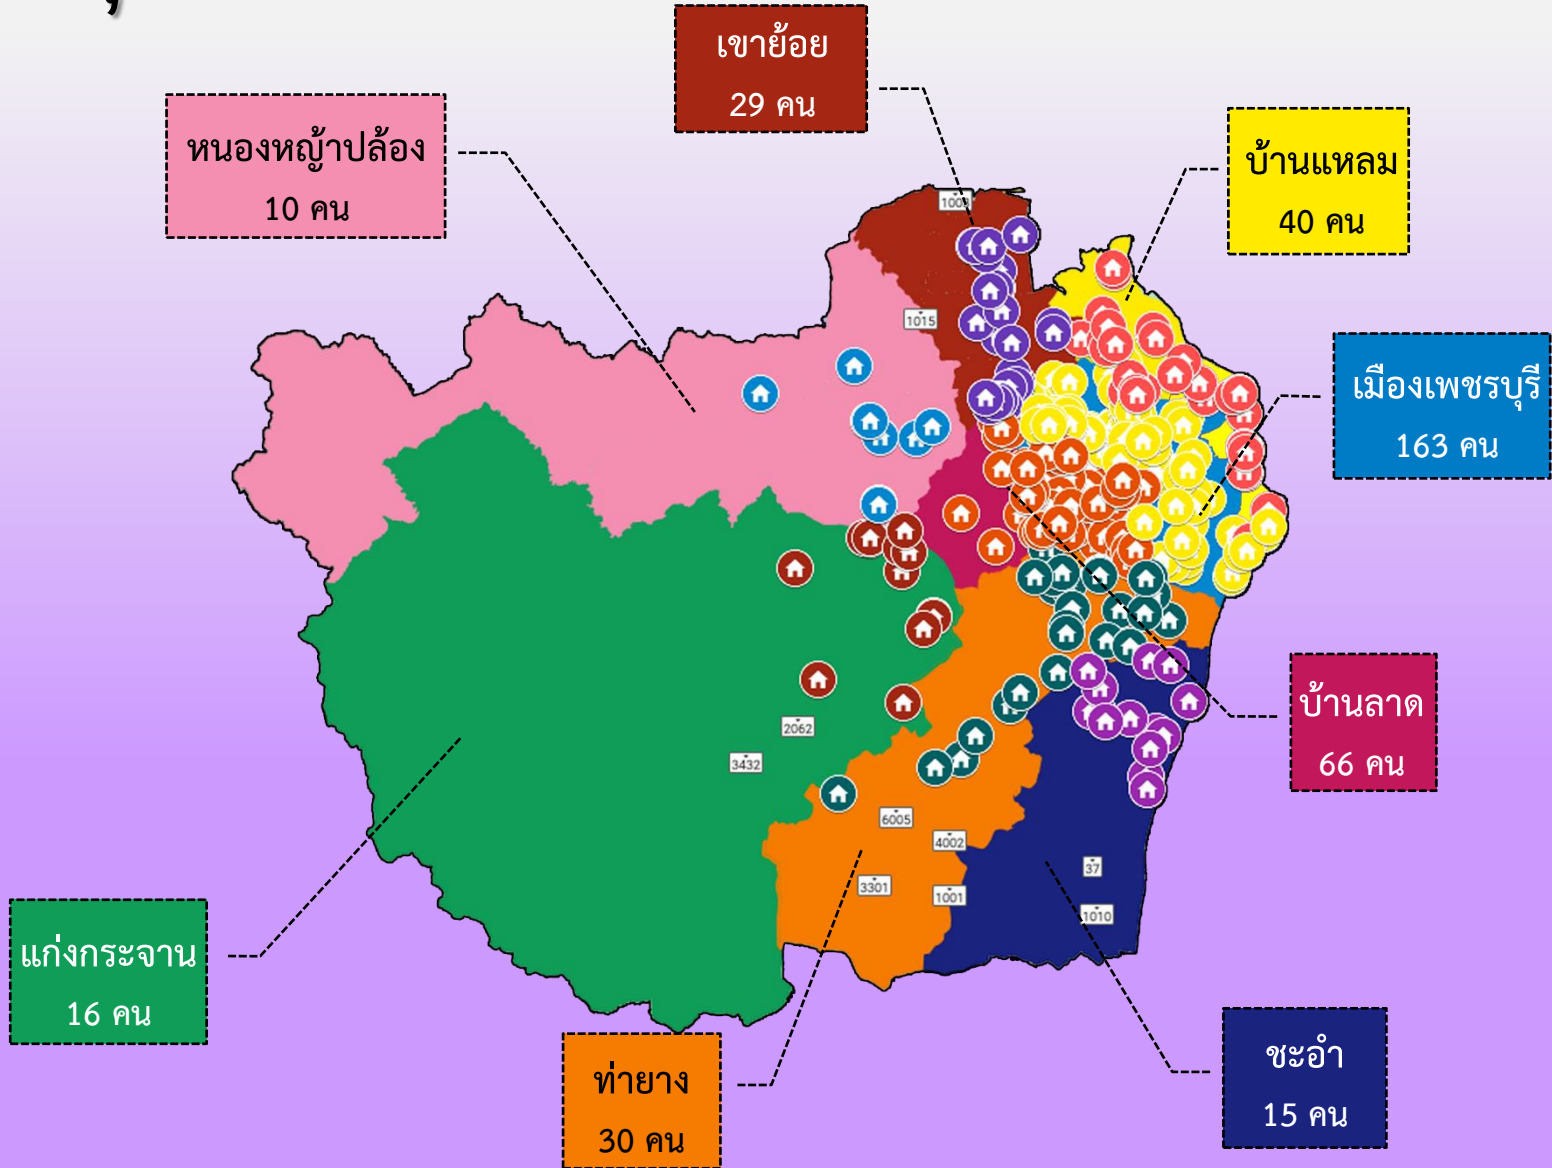 เขาย้อย
29 คน
หนองหญ้าปล้อง
10 คน
บ้านแหลม
40 คน
1015
เมืองเพชรบุรี
163 คน
บ้านลาด
66 คน
2062
3432
6005
4002
37
3301
1001
1010
แก่งกระจาน
16 คน
ท่ายาง
30 คน
ชะอำ
15 คน